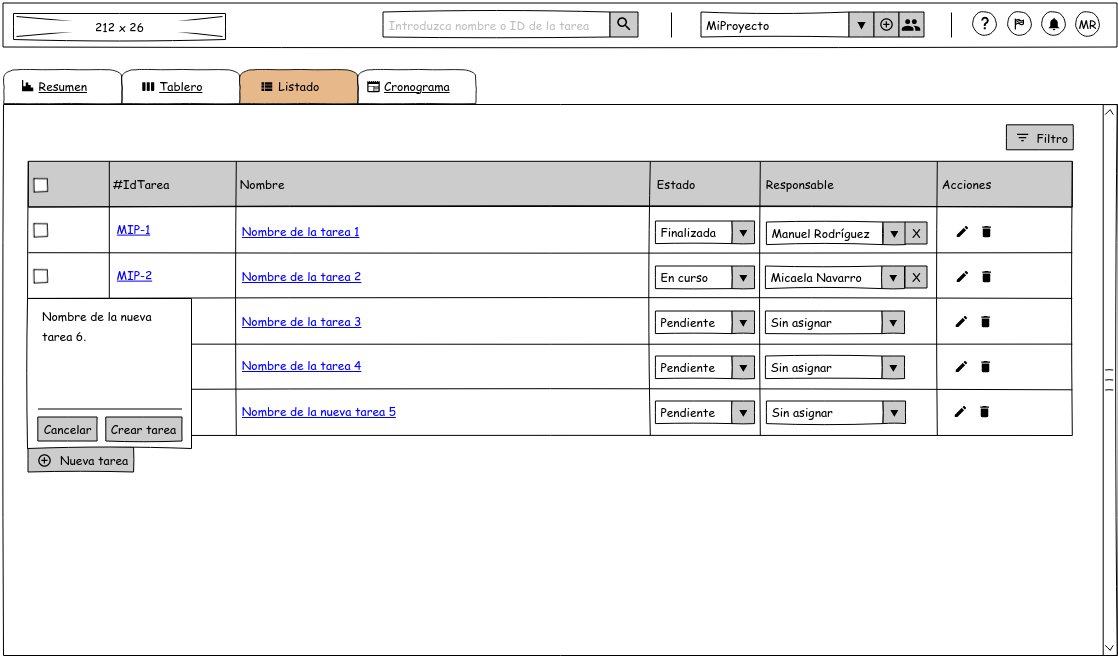 212 x 26
Introduzca nombre o ID de la tarea
MiProyecto
?
MR
Resumen
Tablero
Listado
Cronograma
Filtro
#IdTarea Nombre Estado Responsable Acciones
MIP-1 Nombre de la tarea 1 Finalizada Manuel Rodríguez X
MIP-2 Nombre de la tarea 2 En curso Micaela Navarro X
Nombre de la tarea 3 Pendiente Sin asignar
Nombre de la tarea 4 Pendiente Sin asignar
Nombre de la nueva tarea 5 Pendiente Sin asignar
Nombre de la nueva
tarea 6.
Cancelar Crear tarea
Nueva tarea